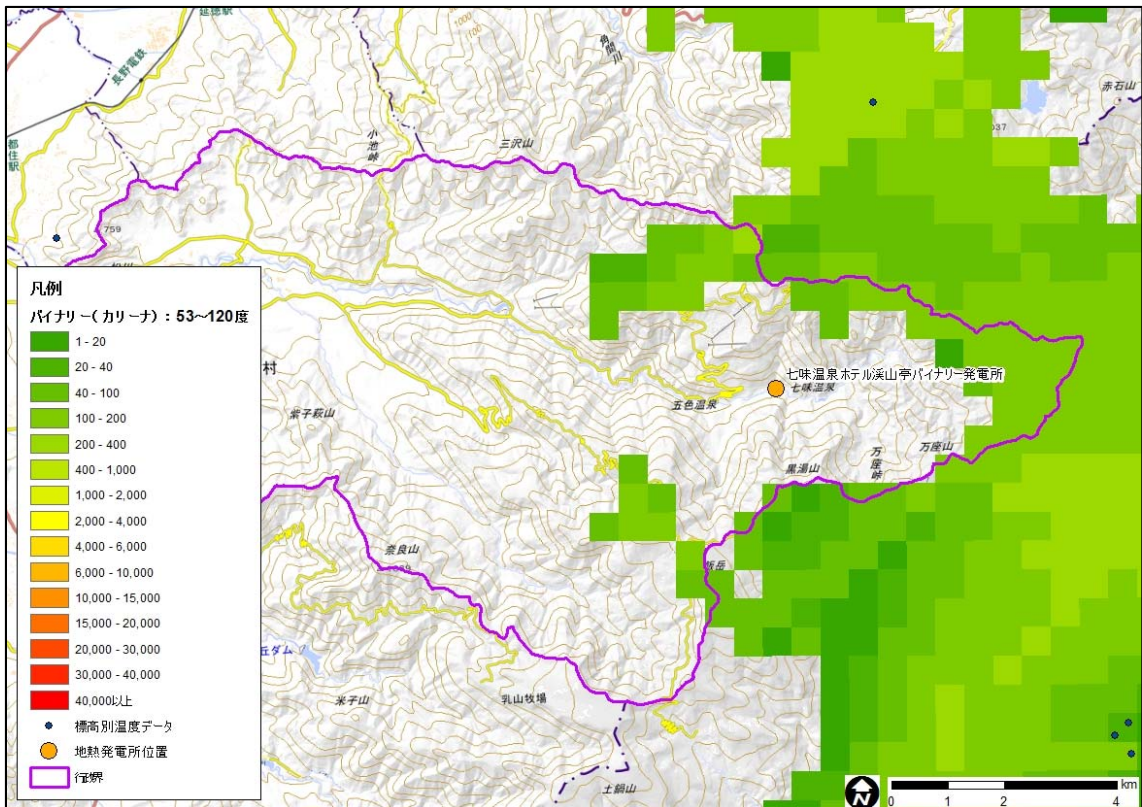 延徳駅
長野電鉄
都住駅
小池峠
三沢山
角間川
赤石山
759
凡例
バイナリー(カリーナ):53~120度
1 - 20
20 - 40
40 - 100
100 - 200
200 - 400
400 - 1,000
1,000 - 2,000
2,000 - 4,000
4,000 - 6,000
6,000 - 10,000
10,000 - 15,000
15,000 - 20,000
20,000 - 30,000
30,000 - 40,000
40,000以上
標高別温度データ
地熱発電所位置
行政界
村
七味温泉ホテル渓山亭バイナリー発電所
七味温泉
五色温泉
紫子萩山
黒湯山
万座峠
万座山
奈良山
丘ダム
米子山
乳山牧場
土鍋山
N
km
0 1 2 4